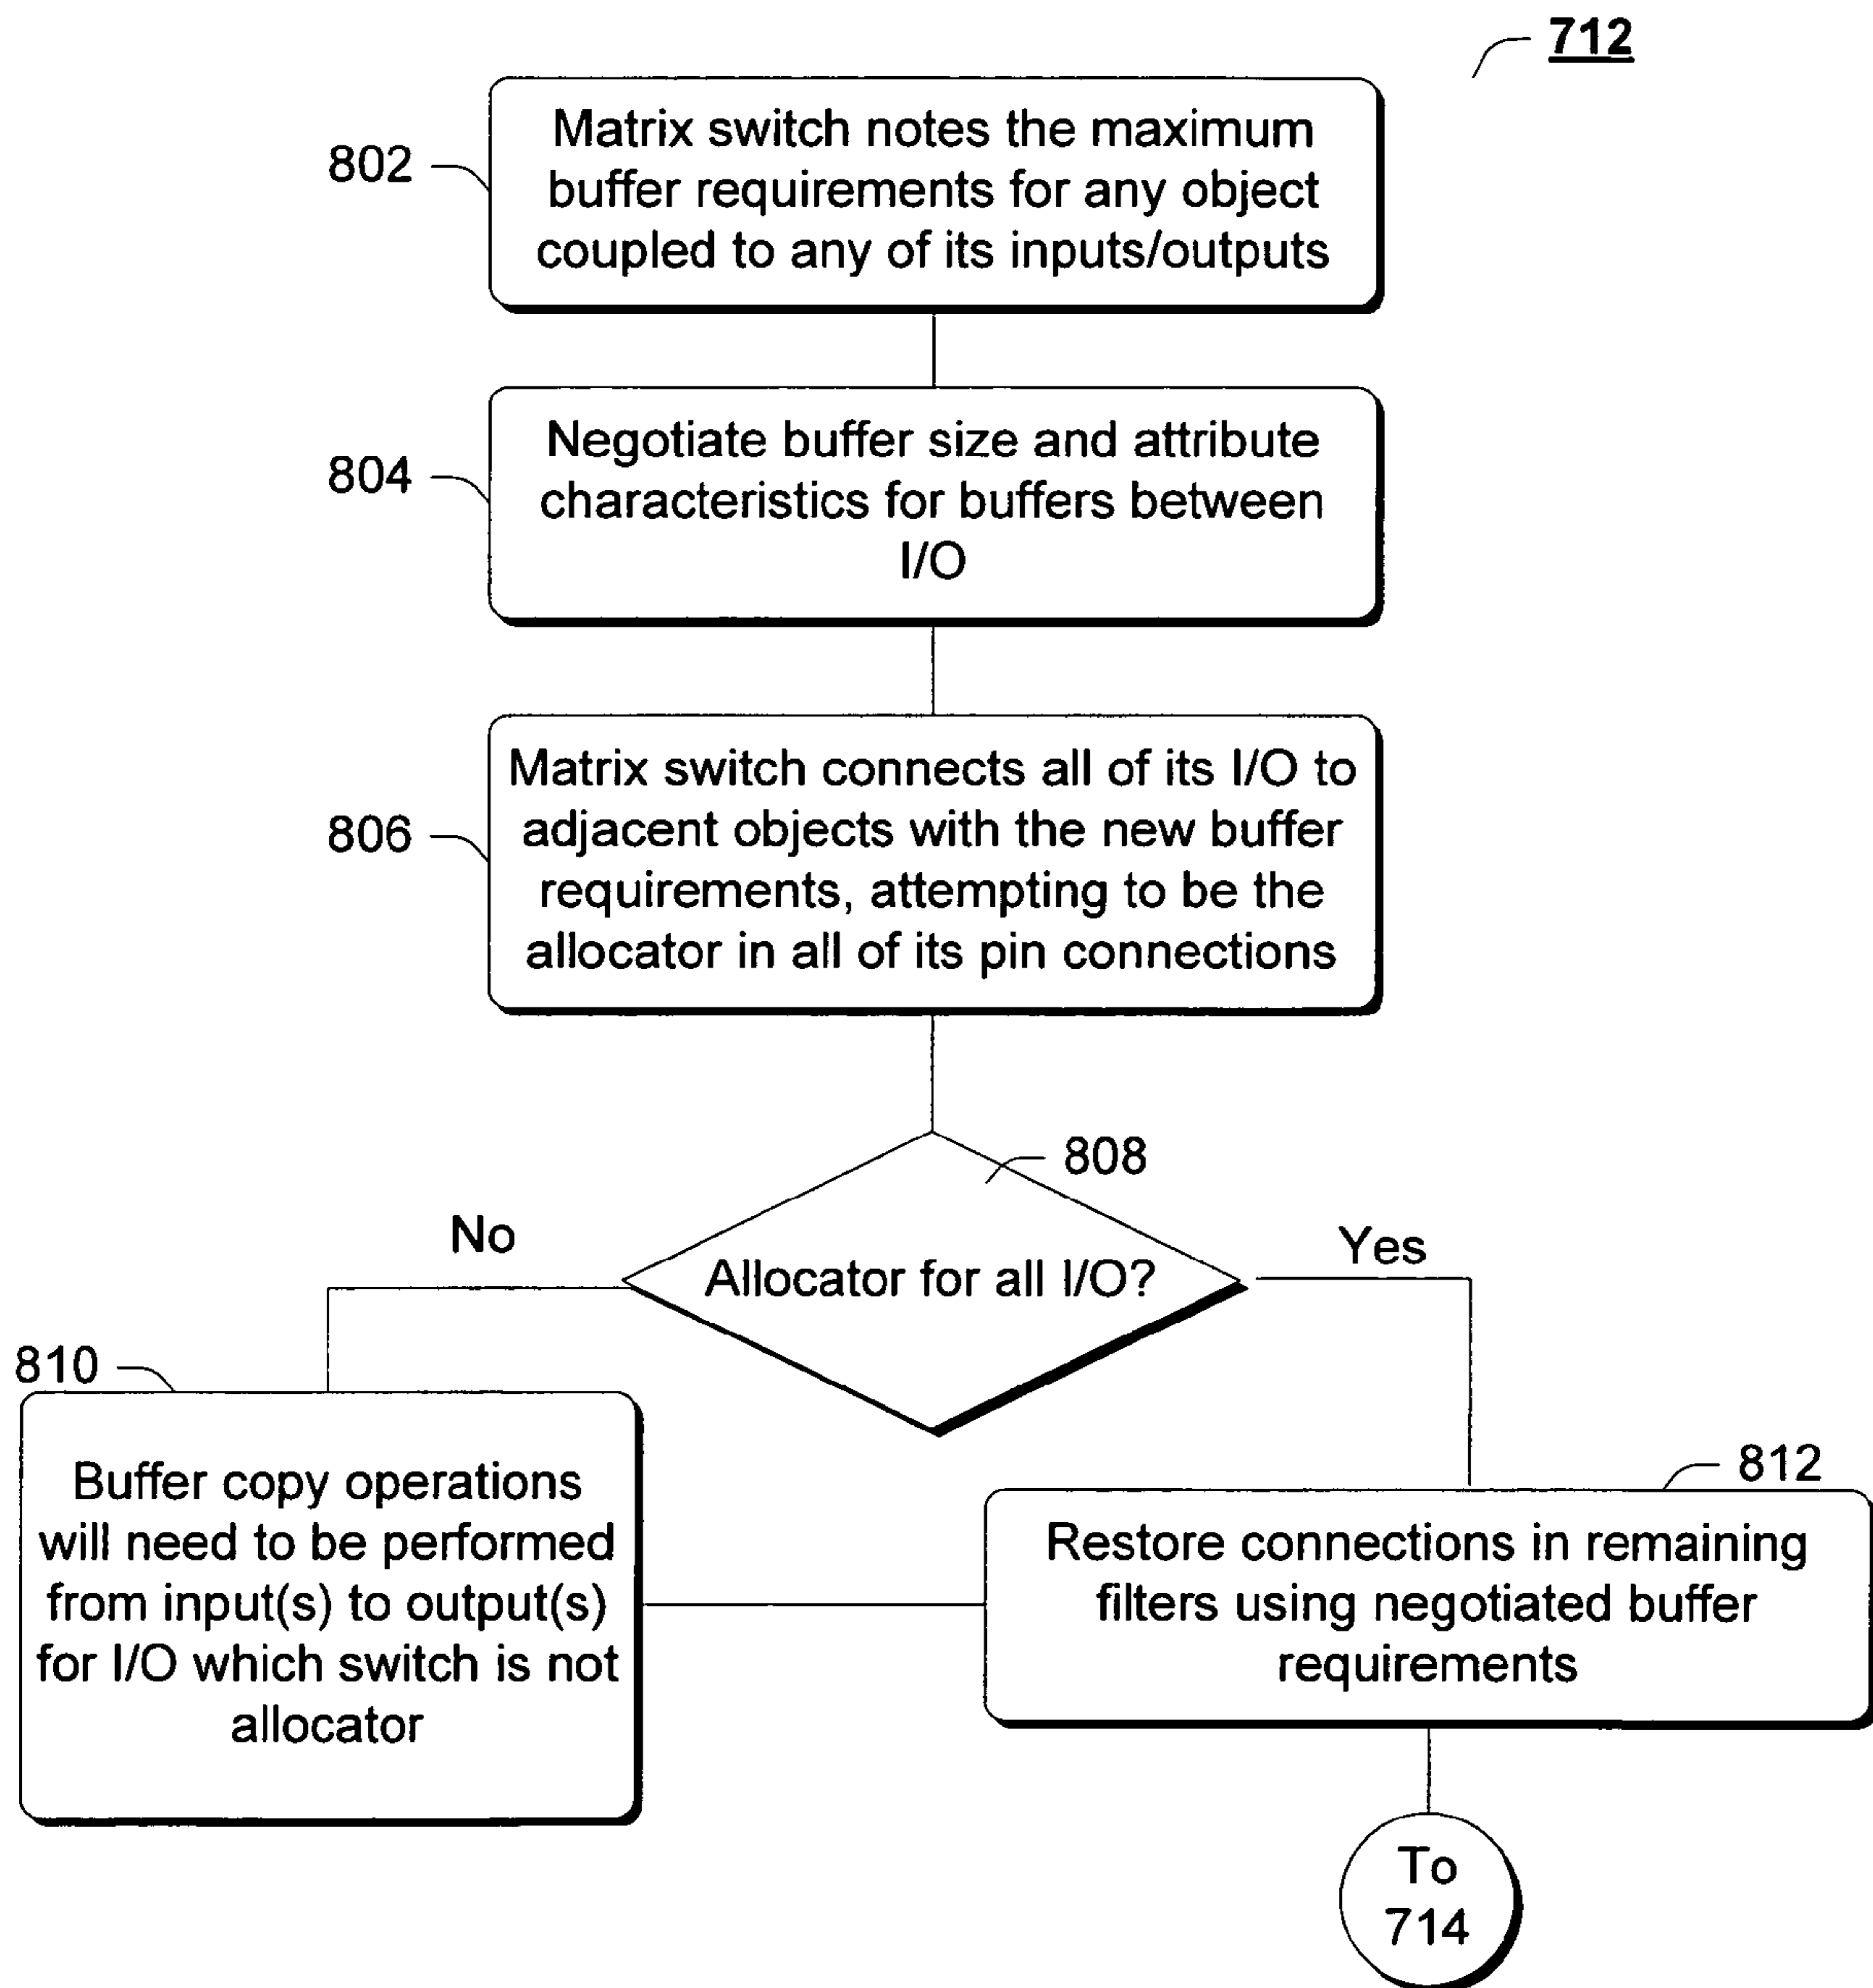 712
802
Matrix switch notes the maximum
buffer requirements for any object
coupled to any of its inputs/outputs
804
Negotiate buffer size and attribute
characteristics for buffers between
I/O
806
Matrix switch connects all of its I/O to
adjacent objects with the new buffer
requirements, attempting to be the
allocator in all of its pin connections
808
No
Allocator for all I/O?
Yes
810
Buffer copy operations
will need to be performed
from input(s) to output(s)
for I/O which switch is not
allocator
812
Restore connections in remaining
filters using negotiated buffer
requirements
To
714